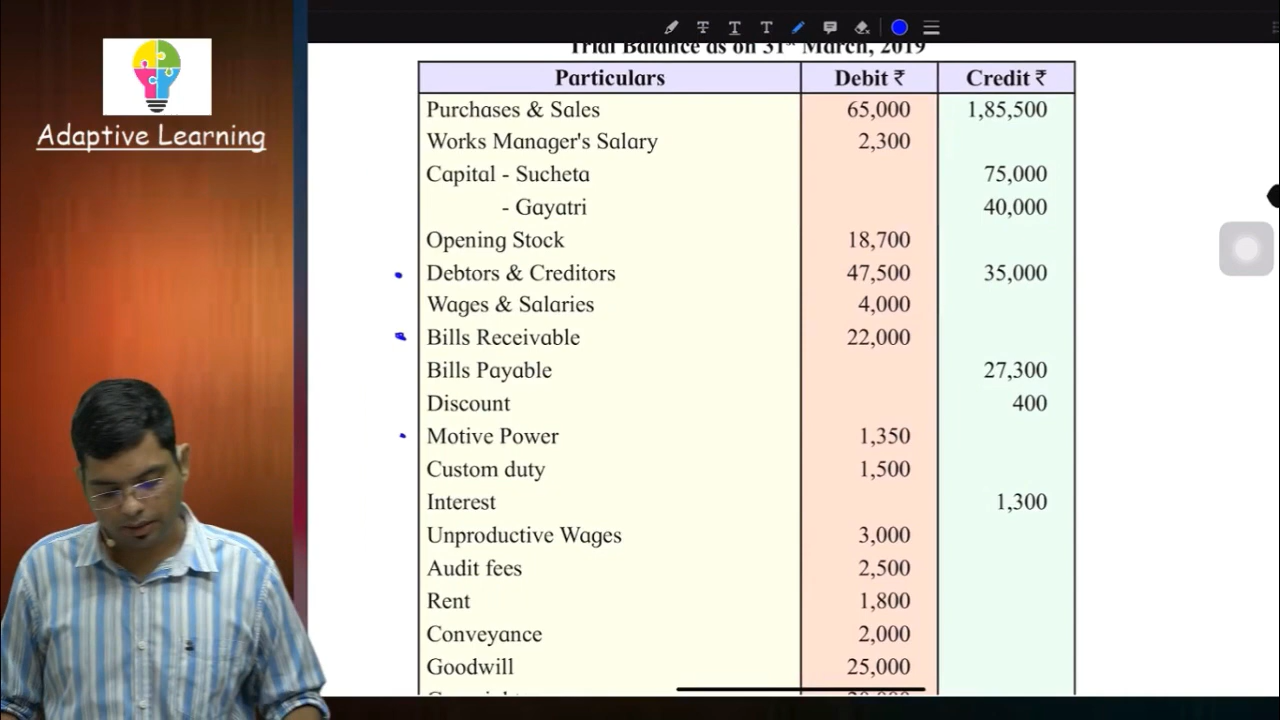 Adaptive Learning
Trial Balance as on 31st March, 2019
Particulars Debit ₹ Credit ₹
Purchases & Sales 65,000 1,85,500
Works Manager's Salary 2,300
Capital - Sucheta 75,000
- Gayatri 40,000
Opening Stock 18,700
Debtors & Creditors 47,500 35,000
Wages & Salaries 4,000
Bills Receivable 22,000
Bills Payable 27,300
Discount 400
Motive Power 1,350
Custom duty 1,500
Interest 1,300
Unproductive Wages 3,000
Audit fees 2,500
Rent 1,800
Conveyance 2,000
Goodwill 25,000